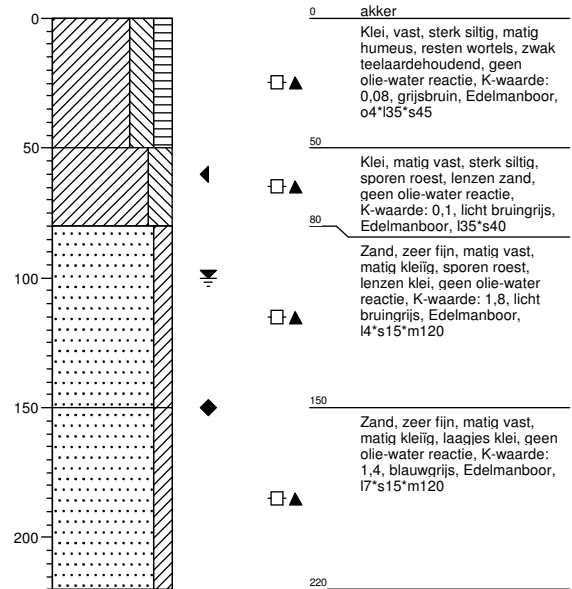 0
50
100
150
200
0 akker
Klei, vast, sterk siltig, matig
humeus, resten wortels, zwak
teelaardehoudend, geen
olie-water reactie, K-waarde:
0,08, grijsbruin, Edelmanboor,
o4*l35*s45
50
Klei, matig vast, sterk siltig,
sporen roest, lenzen zand,
geen olie-water reactie,
K-waarde: 0,1, licht bruingrijs,
Edelmanboor, l35*s40
80
Zand, zeer fijn, matig vast,
matig kleiïg, sporen roest,
lenzen klei, geen olie-water
reactie, K-waarde: 1,8, licht
bruingrijs, Edelmanboor,
l4*s15*m120
150
Zand, zeer fijn, matig vast,
matig kleiïg, laagjes klei, geen
olie-water reactie, K-waarde:
1,4, blauwgrijs, Edelmanboor,
l7*s15*m120
220